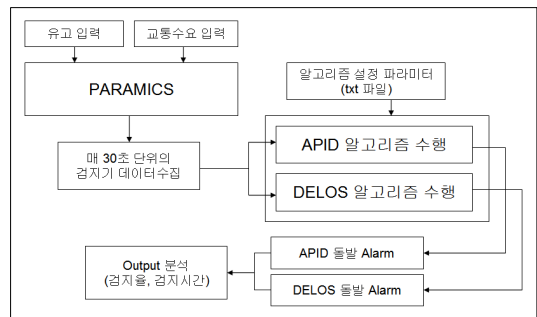 유고 입력
교통수요 입력
PARAMICS
알고리즘 설정 파라미터
(txt 파일)
매 30초 단위의
검지기 데이터수집
APID 알고리즘 수행
DELOS 알고리즘 수행
Output 분석
(검지율, 검지시간)
APID 돌발 Alarm
DELOS 돌발 Alarm